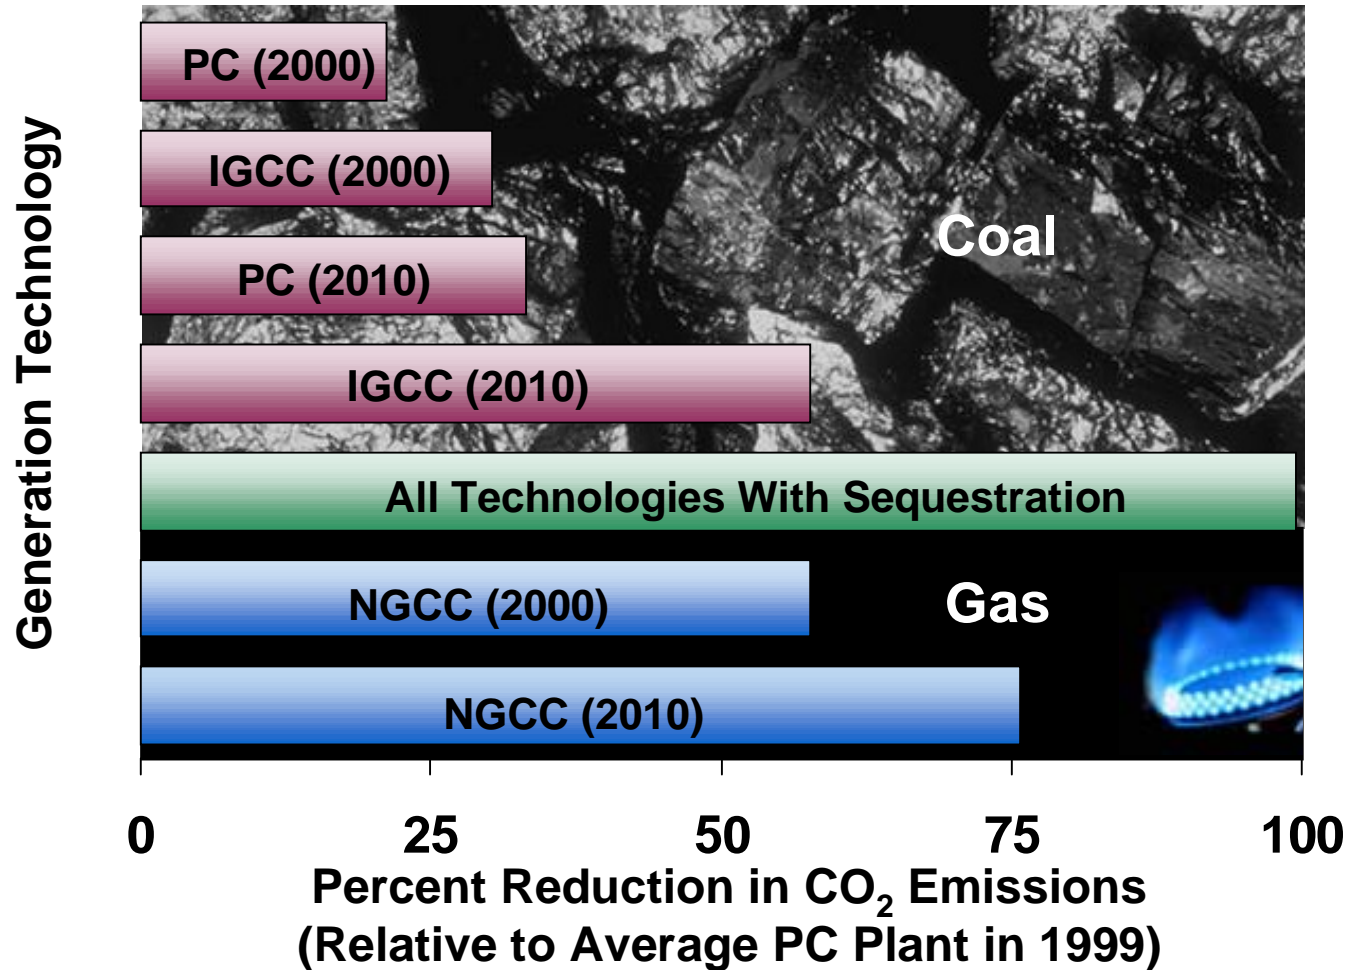 Generation Technology
PC (2000)
IGCC (2000)
Coal
PC (2010)
IGCC (2010)
All Technologies With Sequestration
NGCC (2000)
Gas
NGCC (2010)
0 25 50 75 100
Percent Reduction in CO₂ Emissions
(Relative to Average PC Plant in 1999)